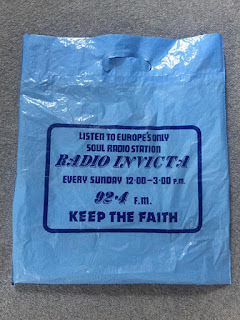 LISTEN TO EUROPE'S ONLY
SOUL RADIO STATION
RADIO INVICTA
EVERY SUNDAY 12·00–3·00 P.M.
92·4 F.M.
KEEP THE FAITH